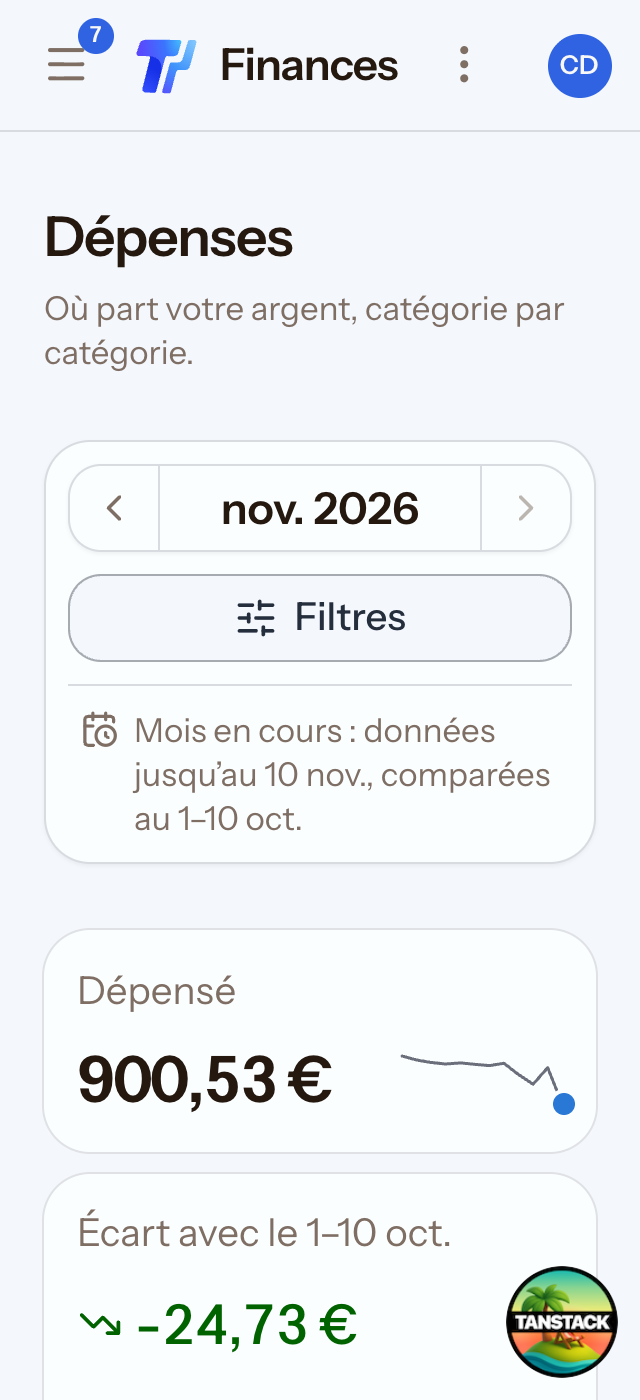 7
Finances
CD
Dépenses
Où part votre argent, catégorie par
catégorie.
nov. 2026
Filtres
Mois en cours : données
jusqu’au 10 nov., comparées
au 1–10 oct.
Dépensé
900,53 €
Écart avec le 1–10 oct.
-24,73 €
TANSTACK